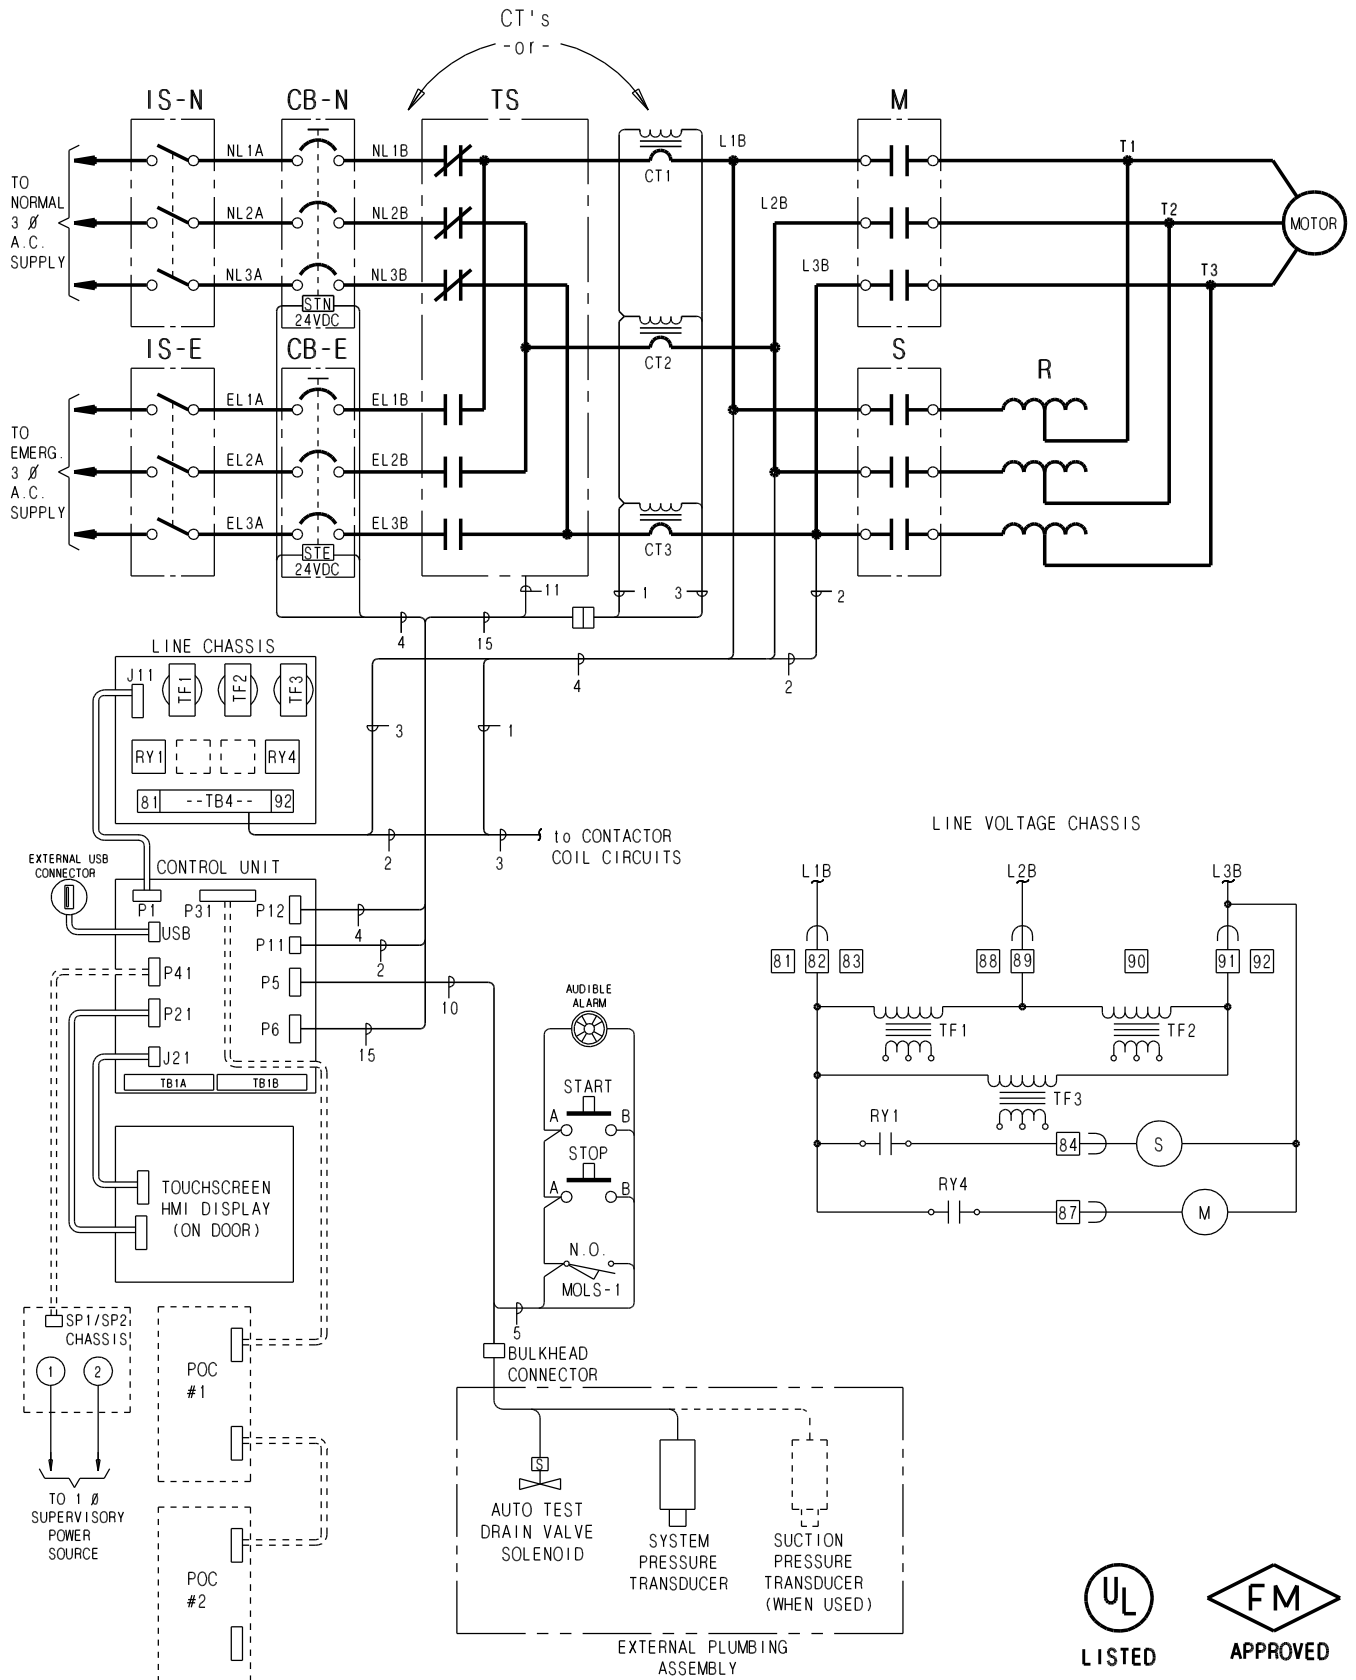 CT's
-or-
IS-N
CB-N
TS
M
NL1A
NL1B
L1B
T1
CT1
TO
NORMAL
3 Ø
A.C.
SUPPLY
NL2A
NL2B
L2B
T2
MOTOR
NL3A
NL3B
L3B
T3
STN
24VDC
IS-E
CB-E
CT2
S
R
EL1A
EL1B
TO
EMERG.
3 Ø
A.C.
SUPPLY
EL2A
EL2B
EL3A
EL3B
CT3
STE
24VDC
11
1
3
2
4
15
4
2
LINE CHASSIS
J11
TF1
TF2
TF3
3
1
RY1
RY4
81
--TB4--
92
2
3
to CONTACTOR
COIL CIRCUITS
EXTERNAL USB
CONNECTOR
CONTROL UNIT
P1
P31
P12
4
USB
P11
2
P41
P5
10
P21
P6
15
J21
TB1A
TB1B
AUDIBLE
ALARM
START
A
B
STOP
A
B
N.O.
MOLS-1
5
TOUCHSCREEN
HMI DISPLAY
(ON DOOR)
LINE VOLTAGE CHASSIS
L1B
L2B
L3B
81
82
83
88
89
90
91
92
TF1
TF2
TF3
RY1
84
S
RY4
87
M
SP1/SP2
CHASSIS
1
2
TO 1 Ø
SUPERVISORY
POWER
SOURCE
POC
#1
POC
#2
BULKHEAD
CONNECTOR
S
AUTO TEST
DRAIN VALVE
SOLENOID
SYSTEM
PRESSURE
TRANSDUCER
SUCTION
PRESSURE
TRANSDUCER
(WHEN USED)
EXTERNAL PLUMBING
ASSEMBLY
UL
LISTED
FM
APPROVED